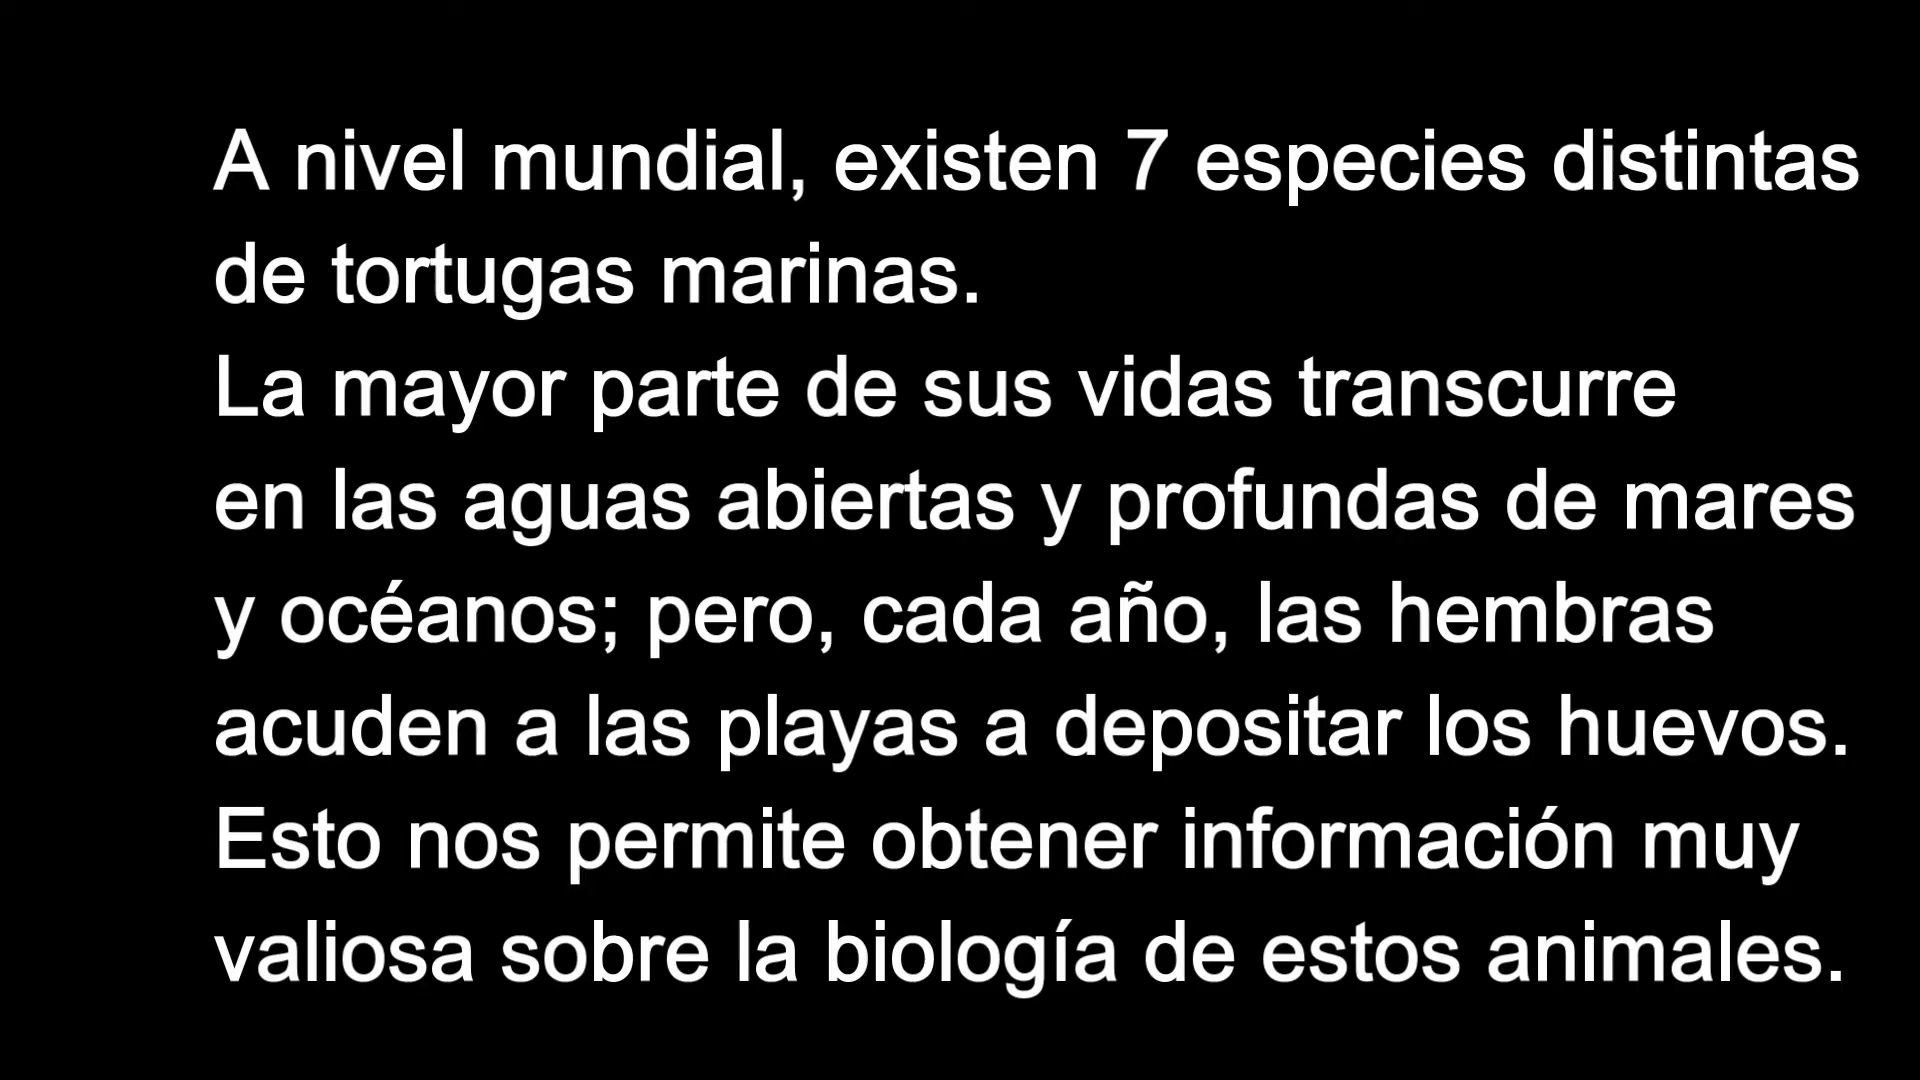 A nivel mundial, existen 7 especies distintas
de tortugas marinas.
La mayor parte de sus vidas transcurre
en las aguas abiertas y profundas de mares
y océanos; pero, cada año, las hembras
acuden a las playas a depositar los huevos.
Esto nos permite obtener información muy
valiosa sobre la biología de estos animales.